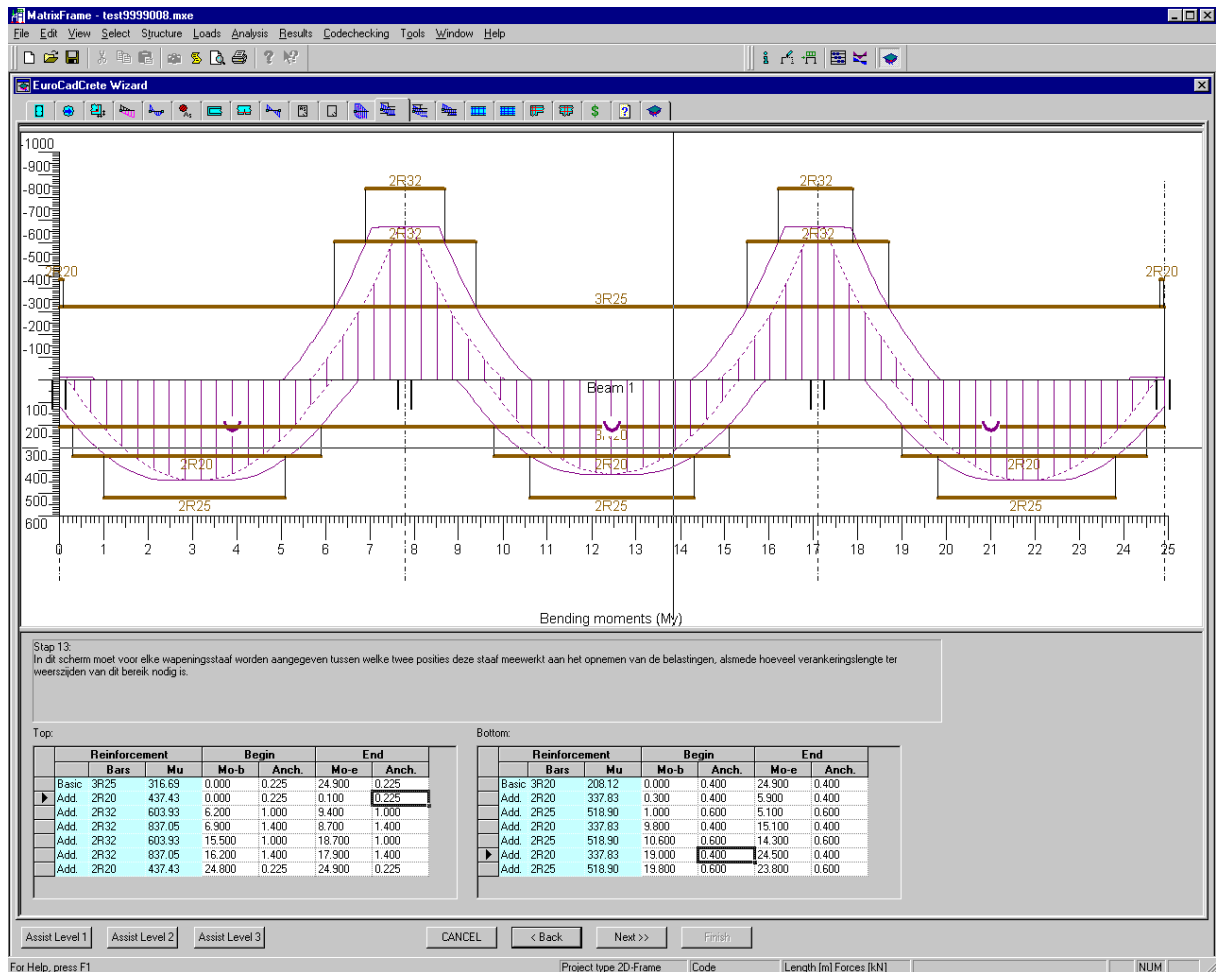 MatrixFrame - test9999008.mxe
File Edit View Select Structure Loads Analysis Results Codechecking Tools Window Help
EuroCadCrete Wizard
-1000
-900
-800
-700
-600
-500
-400
-300
-200
-100
100
200
300
400
500
600
2R32
2R32
2R32
2R32
2R20
2R20
3R25
Beam 1
3R20
2R20
2R20
2R20
2R25
2R25
2R25
0 1 2 3 4 5 6 7 8 9 10 11 12 13 14 15 16 17 18 19 20 21 22 23 24 25
Bending moments (My)
Stap 13:
In dit scherm moet voor elke wapeningsstaaf worden aangegeven tussen welke twee posities deze staaf meewerkt aan het opnemen van de belastingen, alsmede hoeveel verankeringslengte ter
weerszijden van dit bereik nodig is.
Top:
Reinforcement Begin End
Bars Mu Mo-b Anch. Mo-e Anch.
Basic 3R25 316.69 0.000 0.225 24.900 0.225
Add. 2R20 437.43 0.000 0.225 0.100 0.225
Add. 2R32 603.93 6.200 1.000 9.400 1.000
Add. 2R32 837.05 6.900 1.400 8.700 1.400
Add. 2R32 603.93 15.500 1.000 18.700 1.000
Add. 2R32 837.05 16.200 1.400 17.900 1.400
Add. 2R20 437.43 24.800 0.225 24.900 0.225
Bottom:
Reinforcement Begin End
Bars Mu Mo-b Anch. Mo-e Anch.
Basic 3R20 208.12 0.000 0.400 24.900 0.400
Add. 2R20 337.83 0.300 0.400 5.900 0.400
Add. 2R25 518.90 1.000 0.600 5.100 0.600
Add. 2R20 337.83 9.800 0.400 15.100 0.400
Add. 2R25 518.90 10.600 0.600 14.300 0.600
Add. 2R20 337.83 19.000 0.400 24.500 0.400
Add. 2R25 518.90 19.800 0.600 23.800 0.600
Assist Level 1 Assist Level 2 Assist Level 3 CANCEL < Back Next >> Finish
For Help, press F1 Project type 2D-Frame Code Length [m] Forces [kN] NUM